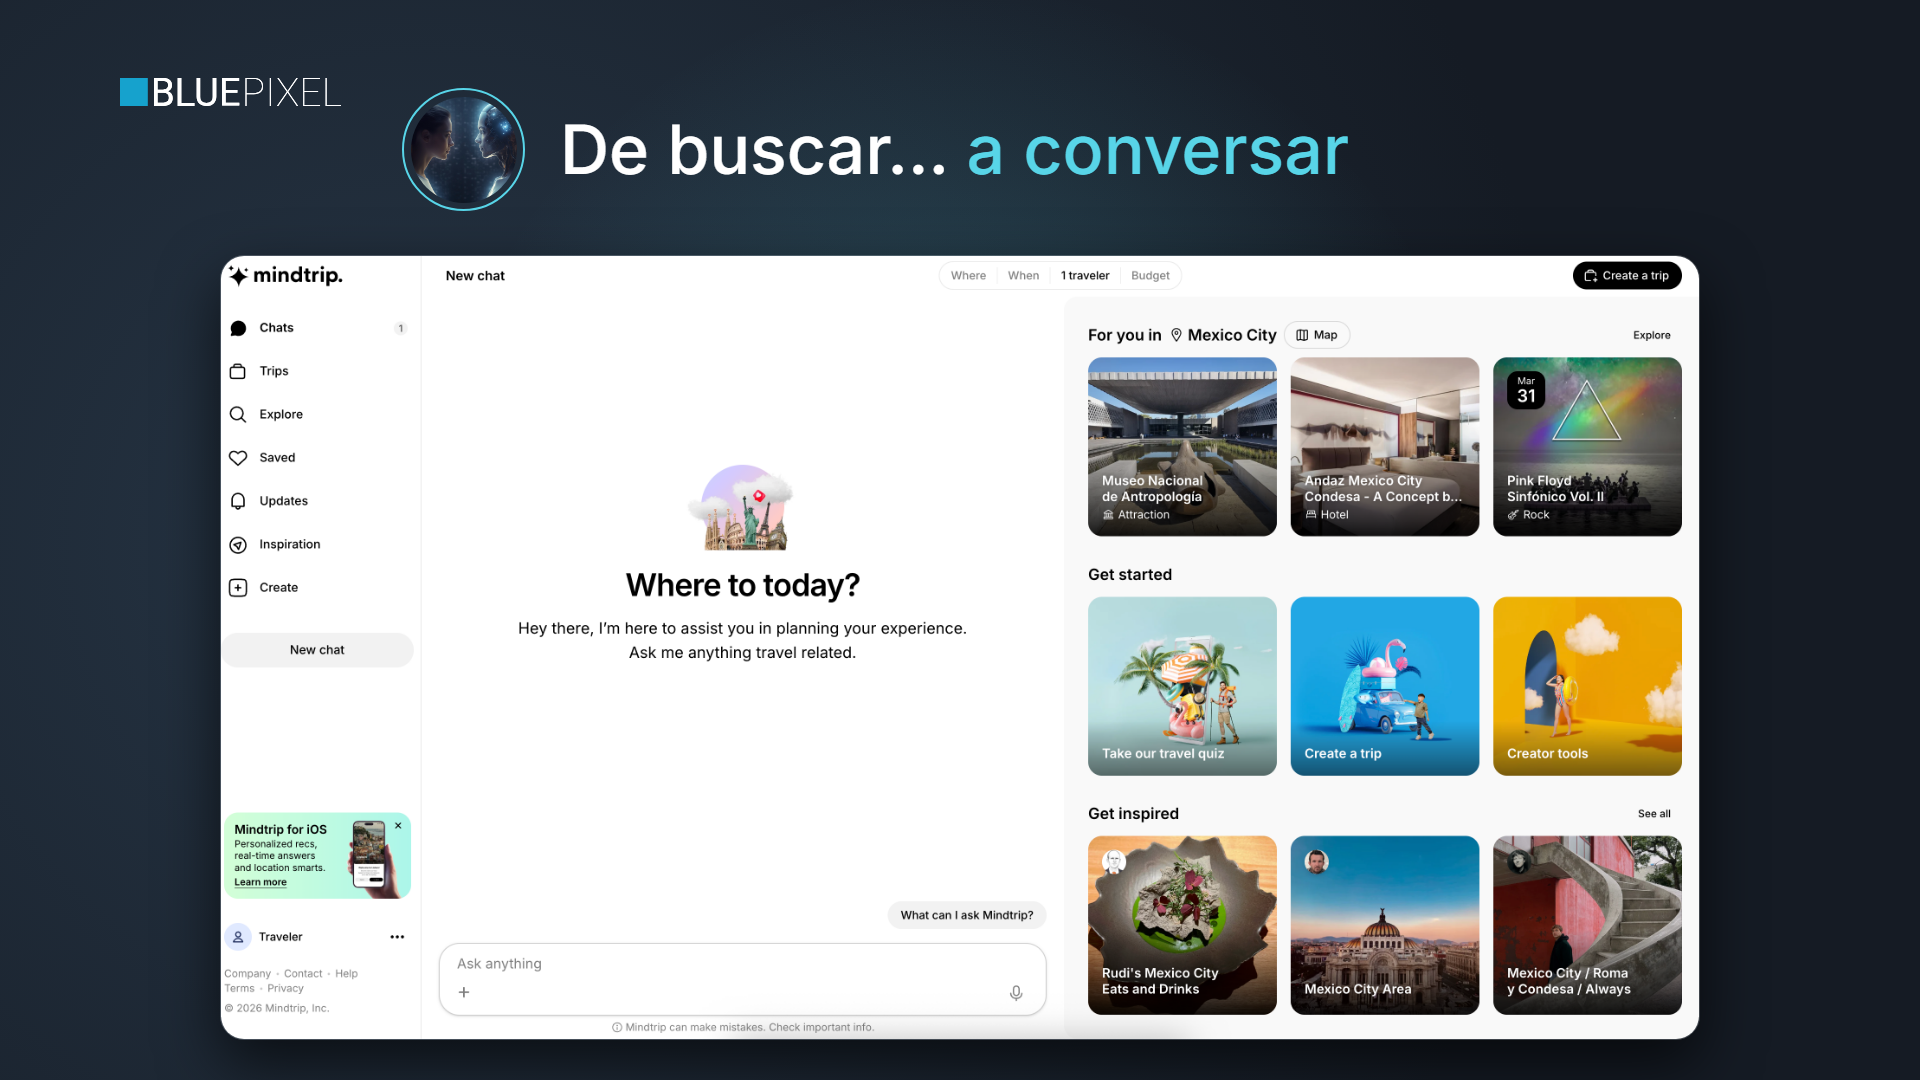 BLUEPIXEL
De buscar... a conversar
mindtrip.
Chats 1
Trips
Explore
Saved
Updates
Inspiration
Create
New chat
Mindtrip for iOS
Personalized recs,
real-time answers
and location smarts.
Learn more
Traveler
Company · Contact · Help
Terms · Privacy
© 2026 Mindtrip, Inc.
New chat
Where When 1 traveler Budget
Create a trip
Where to today?
Hey there, I'm here to assist you in planning your experience.
Ask me anything travel related.
What can I ask Mindtrip?
Ask anything
Mindtrip can make mistakes. Check important info.
For you in Mexico City Map Explore
Museo Nacional
de Antropología
Attraction
Andaz Mexico City
Condesa - A Concept b...
Hotel
Mar
31
Pink Floyd
Sinfónico Vol. II
Rock
Get started
Take our travel quiz
Create a trip
Creator tools
Get inspired See all
Rudi's Mexico City
Eats and Drinks
Mexico City Area
Mexico City / Roma
y Condesa / Always